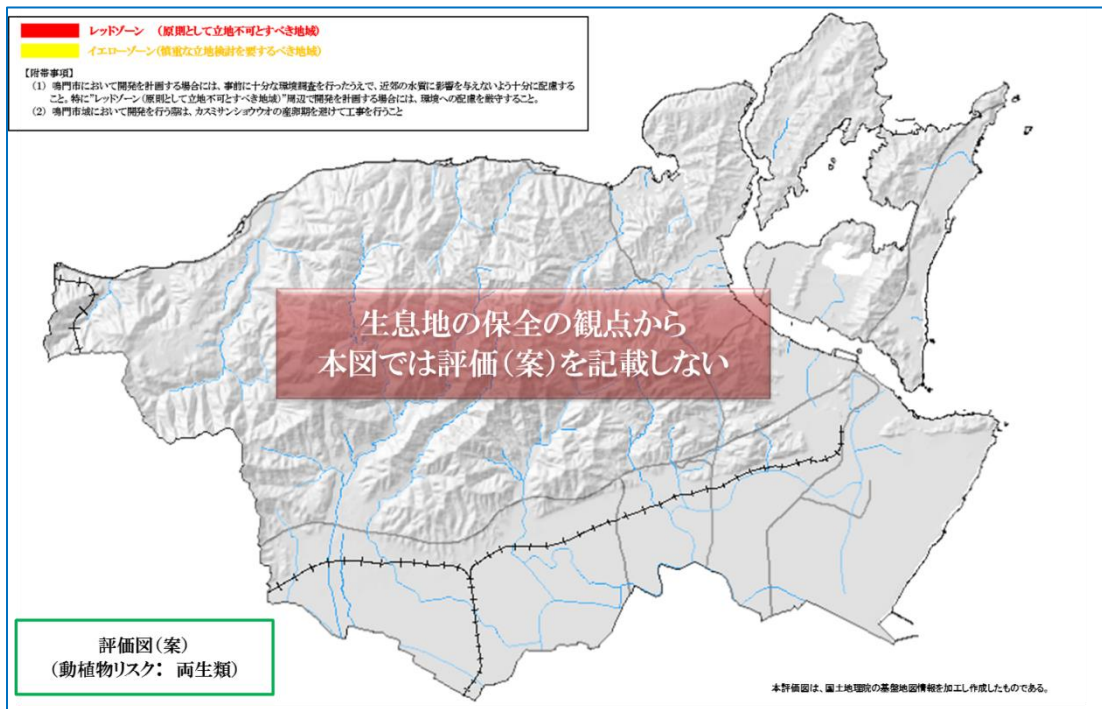 レッドゾーン (原則として立地不可とすべき地域)
イエローゾーン(慎重な立地検討を要するべき地域)
【附帯事項】
(1) 鳴門市において開発を計画する場合には、事前に十分な環境調査を行ったうえで、近郊の水質に影響を与えないよう十分に配慮する
こと。特に"レッドゾーン(原則として立地不可とすべき地域)"周辺で開発を計画する場合には、環境への配慮を厳守すること。
(2) 鳴門市域において開発を行う際は、カスミサンショウウオの産卵期を避けて工事を行うこと
生息地の保全の観点から
本図では評価(案)を記載しない
評価図(案)
(動植物リスク: 両生類)
本評価図は、国土地理院の基盤地図情報を加工し作成したものである。